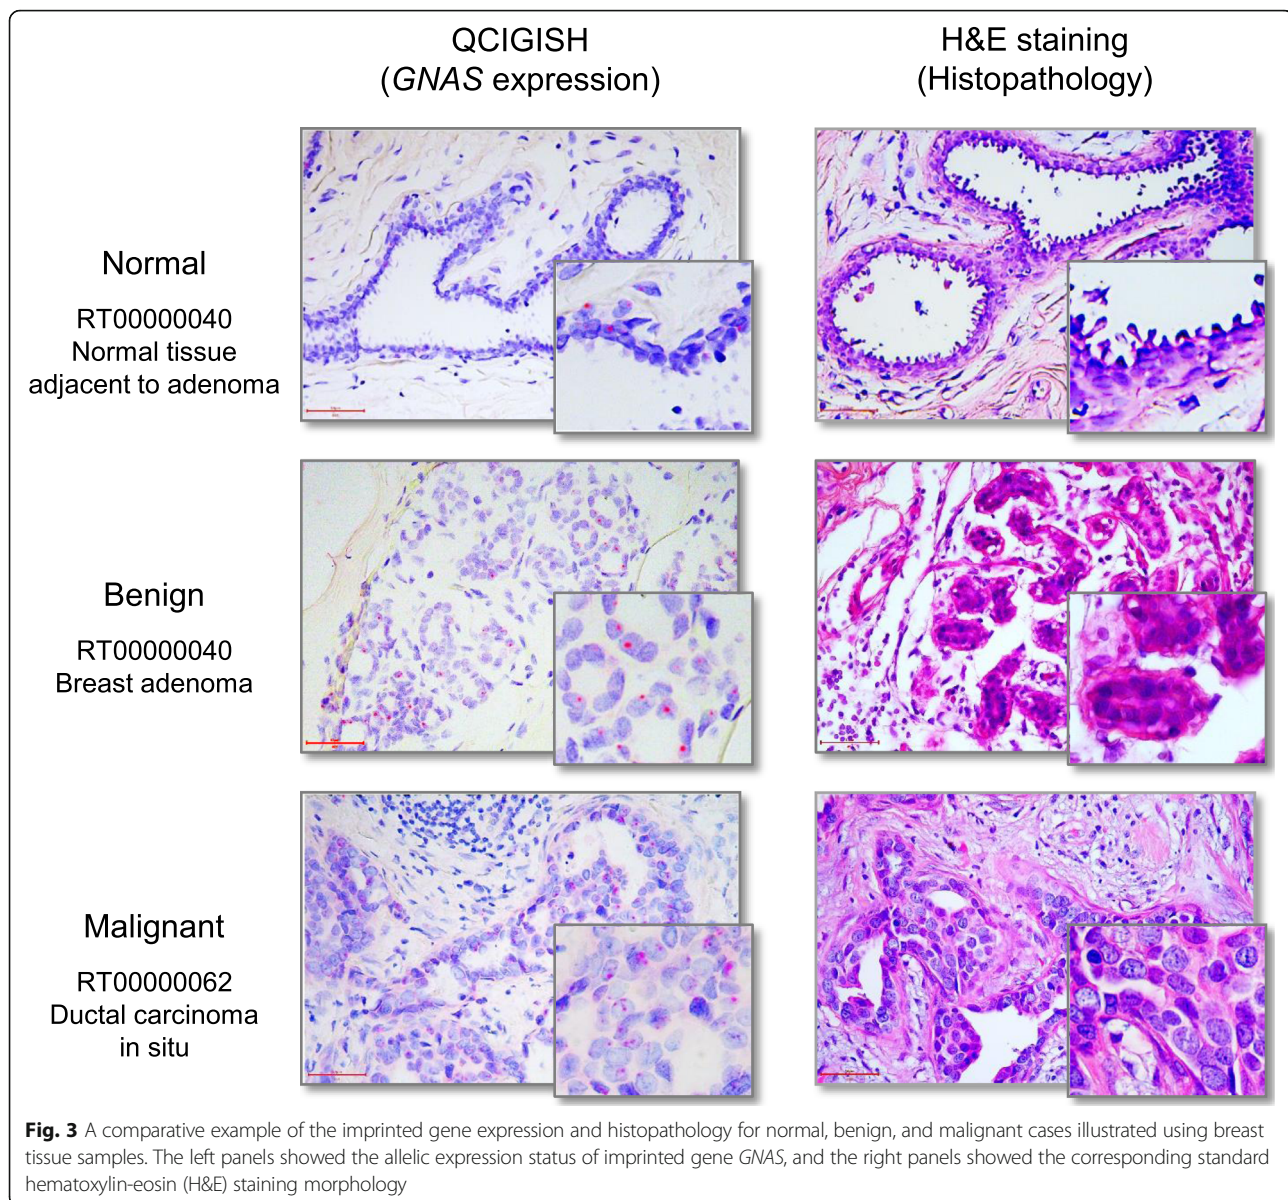 QCIGISH
(GNAS expression)
H&E staining
(Histopathology)
Normal
RT00000040
Normal tissue
adjacent to adenoma
Benign
RT00000040
Breast adenoma
Malignant
RT00000062
Ductal carcinoma
in situ
Fig. 3 A comparative example of the imprinted gene expression and histopathology for normal, benign, and malignant cases illustrated using breast
tissue samples. The left panels showed the allelic expression status of imprinted gene GNAS, and the right panels showed the corresponding standard
hematoxylin-eosin (H&E) staining morphology